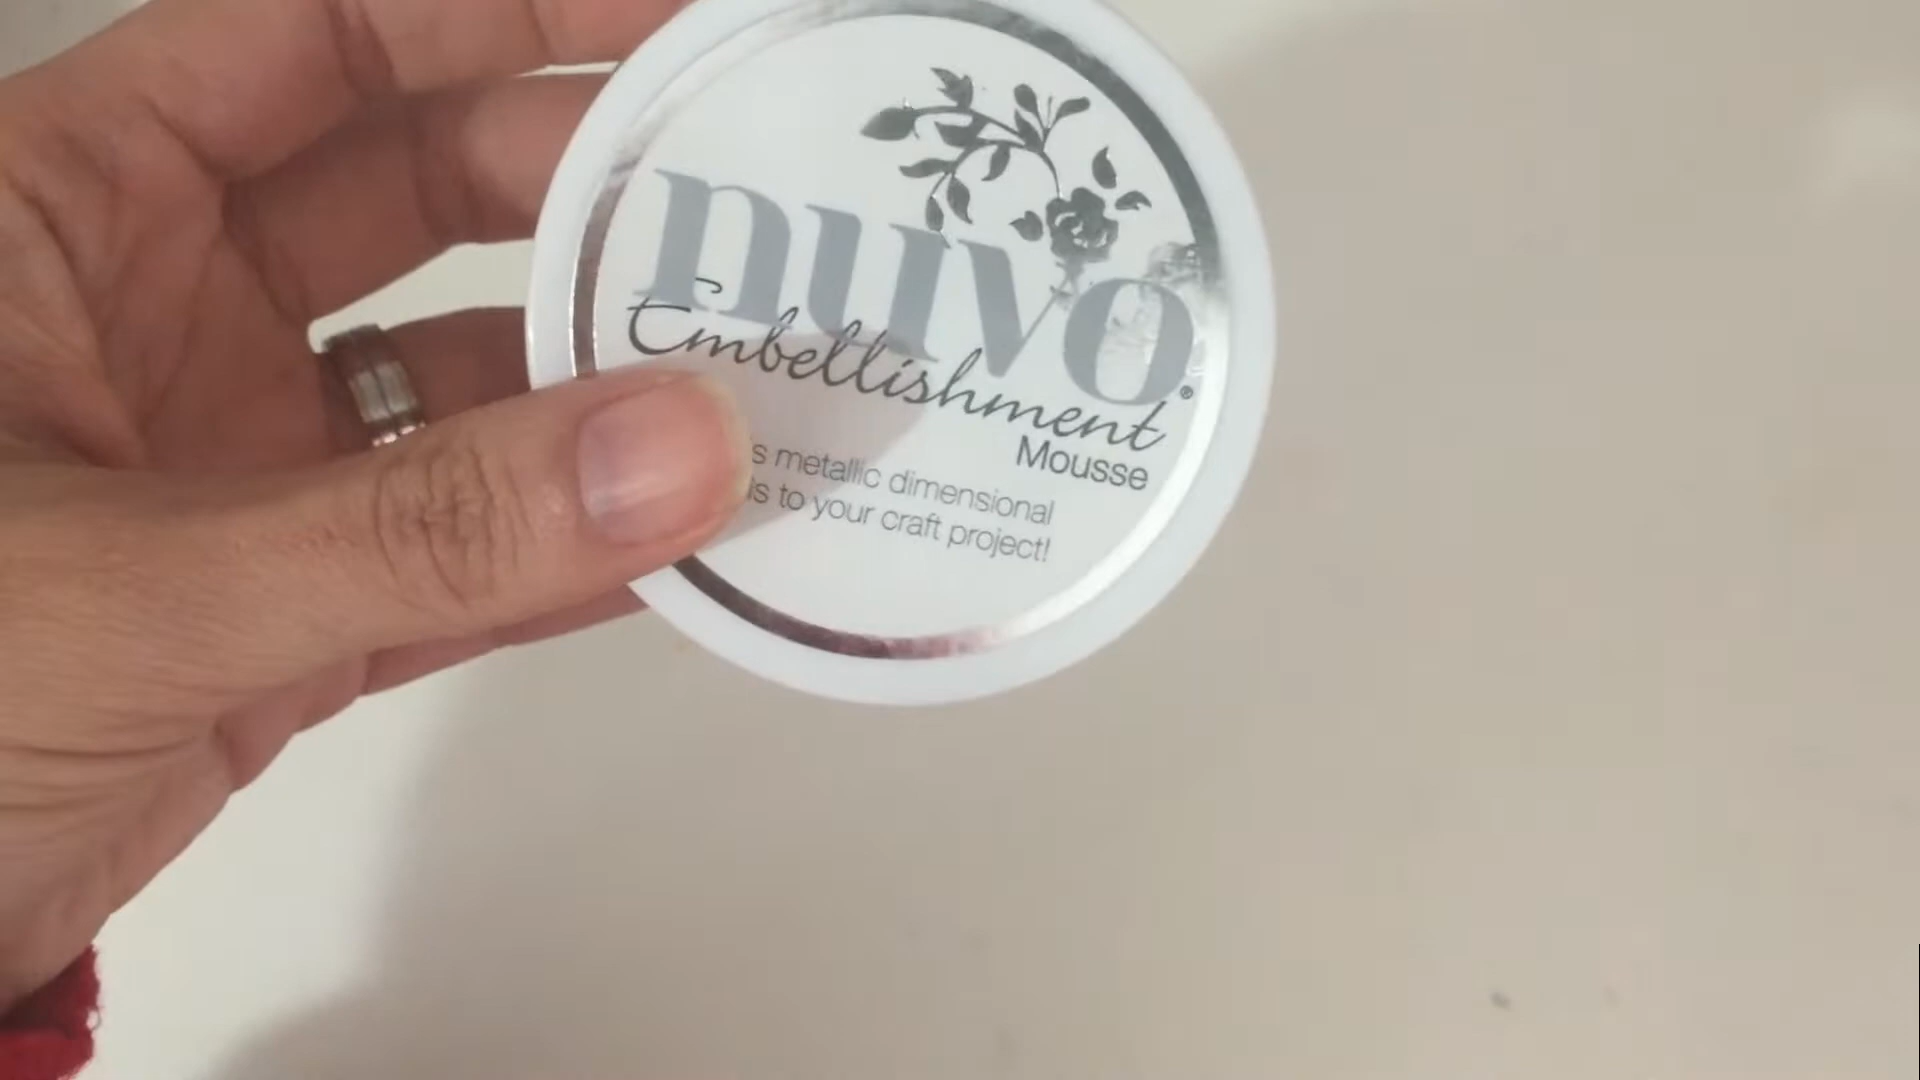 nuvo®
Embellishment
Mousse
metallic dimensional
to your craft project!